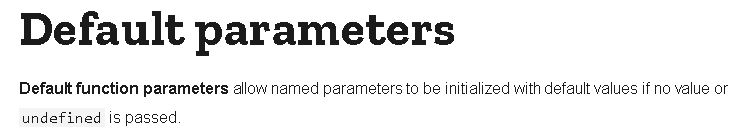 Default parameters
Default function parameters allow named parameters to be initialized with default values if no value or
undefined is passed.